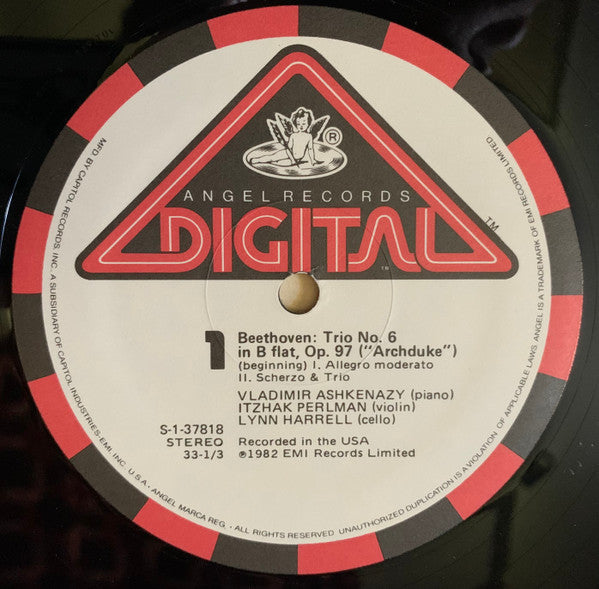 ®
ANGEL RECORDS
DIGITAL™
™
1
Beethoven: Trio No. 6
in B flat, Op. 97 ("Archduke")
(beginning) I. Allegro moderato
II. Scherzo & Trio
VLADIMIR ASHKENAZY (piano)
ITZHAK PERLMAN (violin)
LYNN HARRELL (cello)
S-1-37818
STEREO
33-1/3
Recorded in the USA
℗1982 EMI Records Limited
MFD BY CAPITOL RECORDS, INC. A SUBSIDIARY OF CAPITOL INDUSTRIES-EMI, INC. U.S.A. • ANGEL MARCA REG. • ALL RIGHTS RESERVED UNAUTHORIZED DUPLICATION IS A VIOLATION OF APPLICABLE LAWS. ANGEL IS A TRADEMARK OF EMI RECORDS LIMITED.